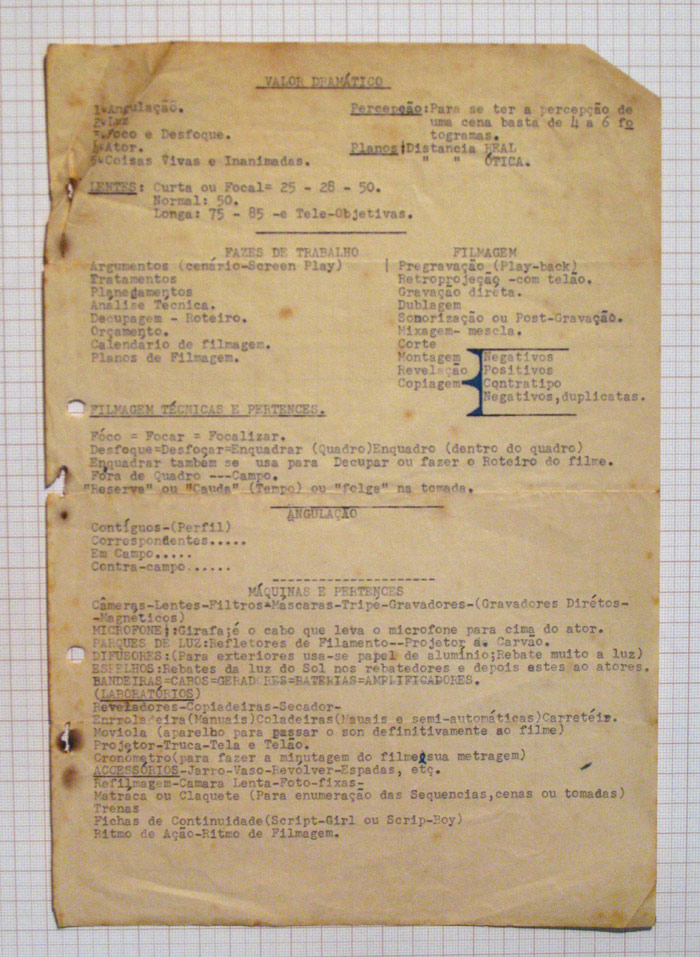 VALOR DRAMÁTICO
1-Angulação.
2-Luz
3-Foco e Desfoque.
4-Ator.
5-Coisas Vivas e Inanimadas.
Percepção:Para se ter a percepção de
uma cena basta de 4 a 6 fo
togramas.
Planos:Distancia REAL
" " ÓTICA.
LENTES: Curta ou Focal= 25 - 28 - 50.
Normal: 50.
Longa: 75 - 85 -e Tele-Objetivas.
FAZES DE TRABALHO
Argumentos (cenário-Screen Play)
Tratamentos
Planedamentos
Análise Técnica.
Decupagem - Roteiro.
Orçamento.
Calendário de filmagem.
Planos de Filmagem.
FILMAGEM
Pregravação (Play-back)
Retroprojeção -com telão.
Gravação diréta.
Dublagem
Sonorização ou Post-Gravação.
Mixagem- mescla.
Corte
Montagem
Revelação
Copiagem
Negativos
Positivos
Contratipo
Negativos,duplicatas.
FILMAGEM TÉCNICAS E PERTENCES.
Fóco = Focar = Focalizar.
Desfoque=Desfoçar=Enquadrar (Quadro)Enquadro (dentro do quadro)
Enquadrar tambem se usa para Decupar ou fazer o Roteiro do filme.
Fóra de Quadro ---Campo.
"Reserva" ou "Cauda" (Tempo) ou "folga" na tomada.
ANGULAÇÃO
Contíguos-(Perfil)
Correspondentes.....
Em Campo.....
Contra-campo......
MÁQUINAS E PERTENCES
Câmeras-Lentes-Filtros-Mascaras-Tripe-Gravadores-(Gravadores Dirétos-
-Magnéticos)
MICROFONE:Girafa,é o cabo que leva o microfone para cima do ator.
PARQUES DE LUZ:Refletores de Filamento--Projetor a Carvão.
DIFUSORES:(Para exteriores usa-se papel de alumínio;Rebate muito a luz)
ESPELHOS:Rebates da luz do Sol nos rebatedores e depois estes ao atores.
BANDEIRAS=CABOS=GERADORES=BATERIAS=AMPLIFICADORES.
(LABORATÓRIOS)
Reveladores-Copiadeiras-Secador-
Enrroladeira(Manuais)Coladeiras(Mauais e semi-automáticas)Carretéis.
Moviola (aparelho para passar o son definitivamente ao filme)
Projetor-Truca-Tela e Telão.
Cronómetro(para fazer a minutagem do filme sua metragem)
ACCESSÓRIOS-Jarro-Vaso-Revólver-Espadas, etç.
Refilmagem-Camara Lenta-Foto-fixas-
Matraca ou Claquete (Para enumeração das Sequencias,cenas ou tomadas)
Trenas
Fichas de Continuidade(Script-Girl ou Scrip-Boy)
Ritmo de Ação-Ritmo de Filmagem.